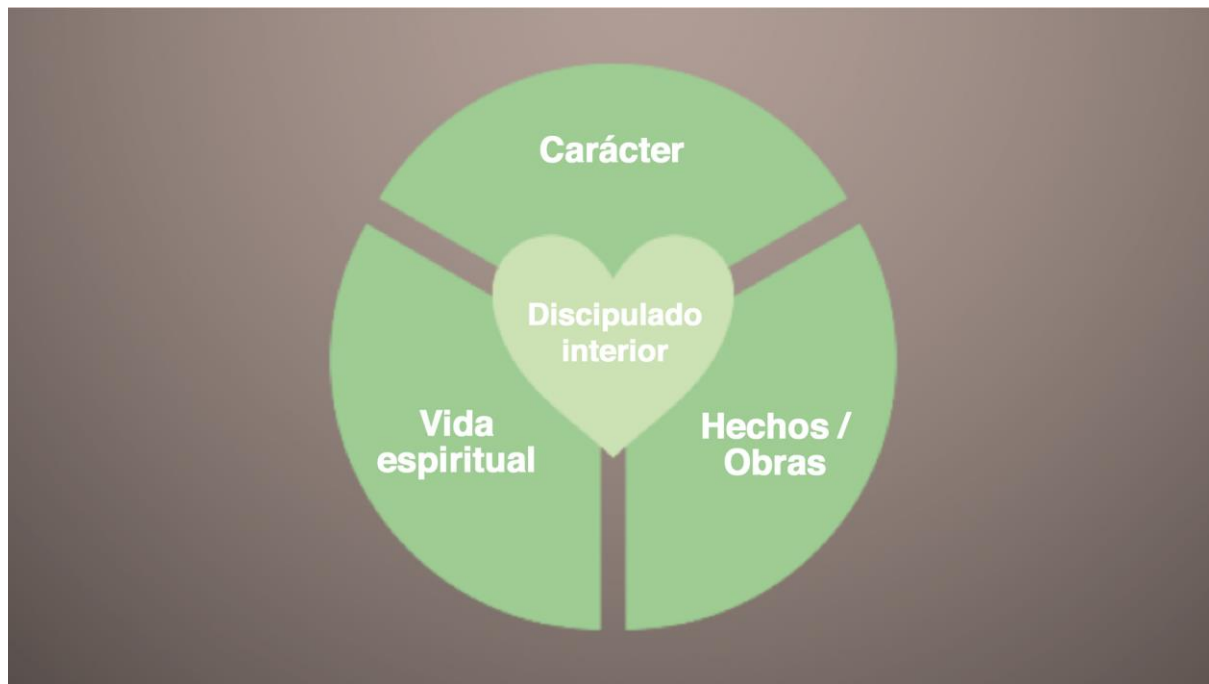 Carácter
Discipulado
interior
Vida
espiritual
Hechos /
Obras